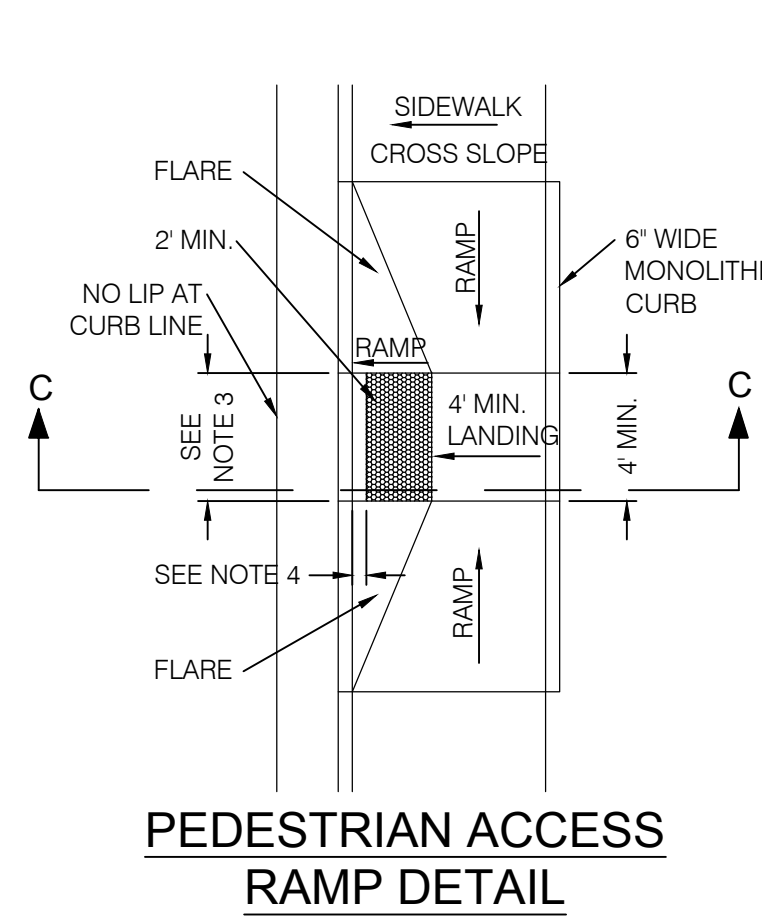 SIDEWALK
CROSS SLOPE
FLARE
2' MIN.
NO LIP AT
CURB LINE
RAMP
6" WIDE
MONOLITHI
CURB
RAMP
C
SEE
NOTE 3
4' MIN.
LANDING
4' MIN.
C
SEE NOTE 4
RAMP
FLARE
PEDESTRIAN ACCESS
RAMP DETAIL